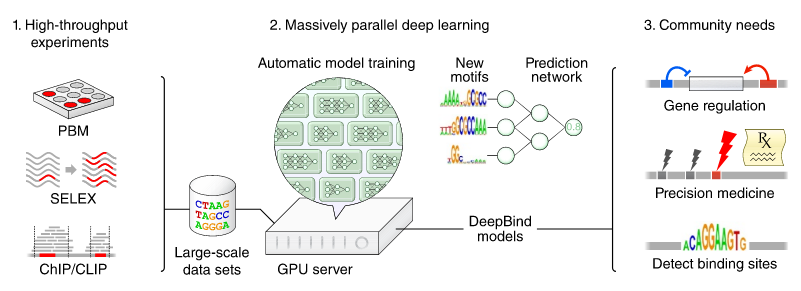 1. High-throughput
experiments
PBM
SELEX
ChIP/CLIP
CTAAG
TAGCC
AGGGA
Large-scale
data sets
2. Massively parallel deep learning
Automatic model training
GPU server
New
motifs
Prediction
network
0.8
DeepBind
models
3. Community needs
Gene regulation
Rx
Precision medicine
ACAGGAAGTG
Detect binding sites